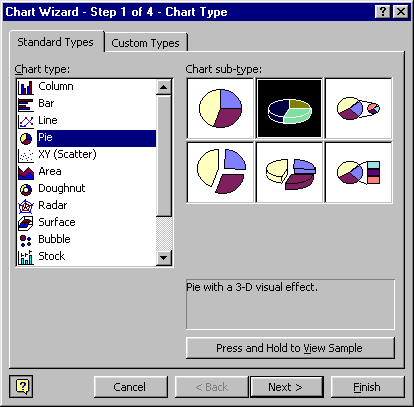 Chart Wizard - Step 1 of 4 - Chart Type
Standard Types
Custom Types
Chart type:
Column
Bar
Line
Pie
XY (Scatter)
Area
Doughnut
Radar
Surface
Bubble
Stock
Chart sub-type:
Pie with a 3-D visual effect.
Press and Hold to View Sample
Cancel
< Back
Next >
Finish